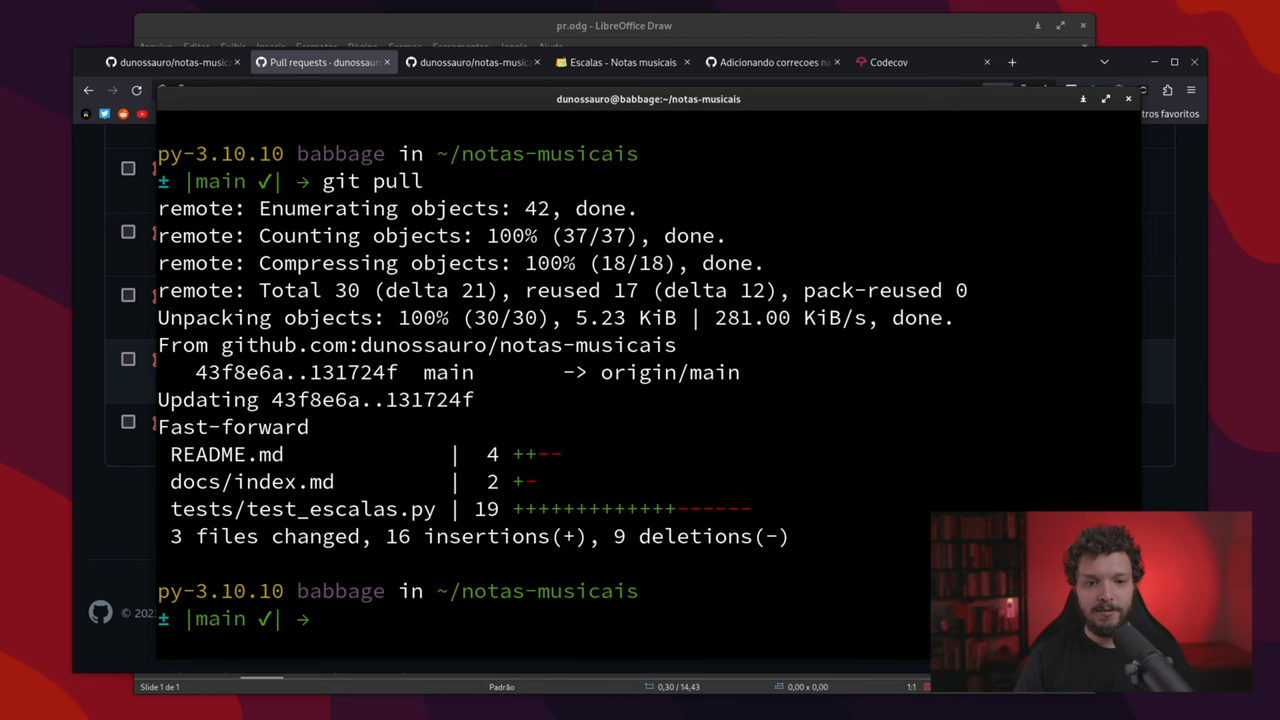 pr.odg - LibreOffice Draw
dunossauro/notas-music
Pull requests · dunossaur
dunossauro/notas-music
Escalas - Notas musicais
Adicionando correcoes n
Codecov
tros favoritos
dunossauro@babbage:~/notas-musicais
py-3.10.10 babbage in ~/notas-musicais
± |main ✓| → git pull
remote: Enumerating objects: 42, done.
remote: Counting objects: 100% (37/37), done.
remote: Compressing objects: 100% (18/18), done.
remote: Total 30 (delta 21), reused 17 (delta 12), pack-reused 0
Unpacking objects: 100% (30/30), 5.23 KiB | 281.00 KiB/s, done.
From github.com:dunossauro/notas-musicais
43f8e6a..131724f main -> origin/main
Updating 43f8e6a..131724f
Fast-forward
README.md | 4 ++--
docs/index.md | 2 +-
tests/test_escalas.py | 19 +++++++++++++------
3 files changed, 16 insertions(+), 9 deletions(-)
py-3.10.10 babbage in ~/notas-musicais
± |main ✓| →
© 202
Slide 1 de 1
Padrão
0,30 / 14,43
0,00 x 0,00
1:1